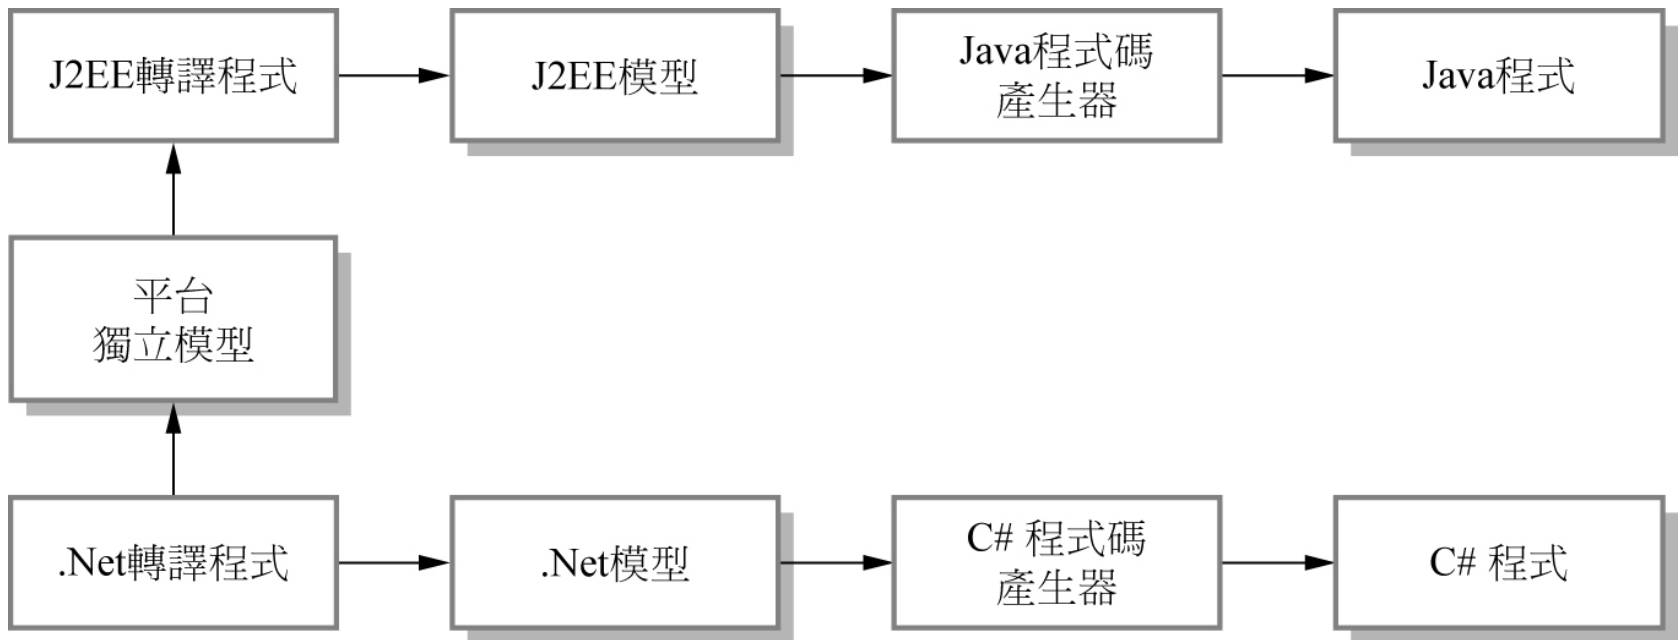 J2EE轉譯程式
J2EE模型
Java程式碼
產生器
Java程式
平台
獨立模型
.Net轉譯程式
.Net模型
C# 程式碼
產生器
C# 程式